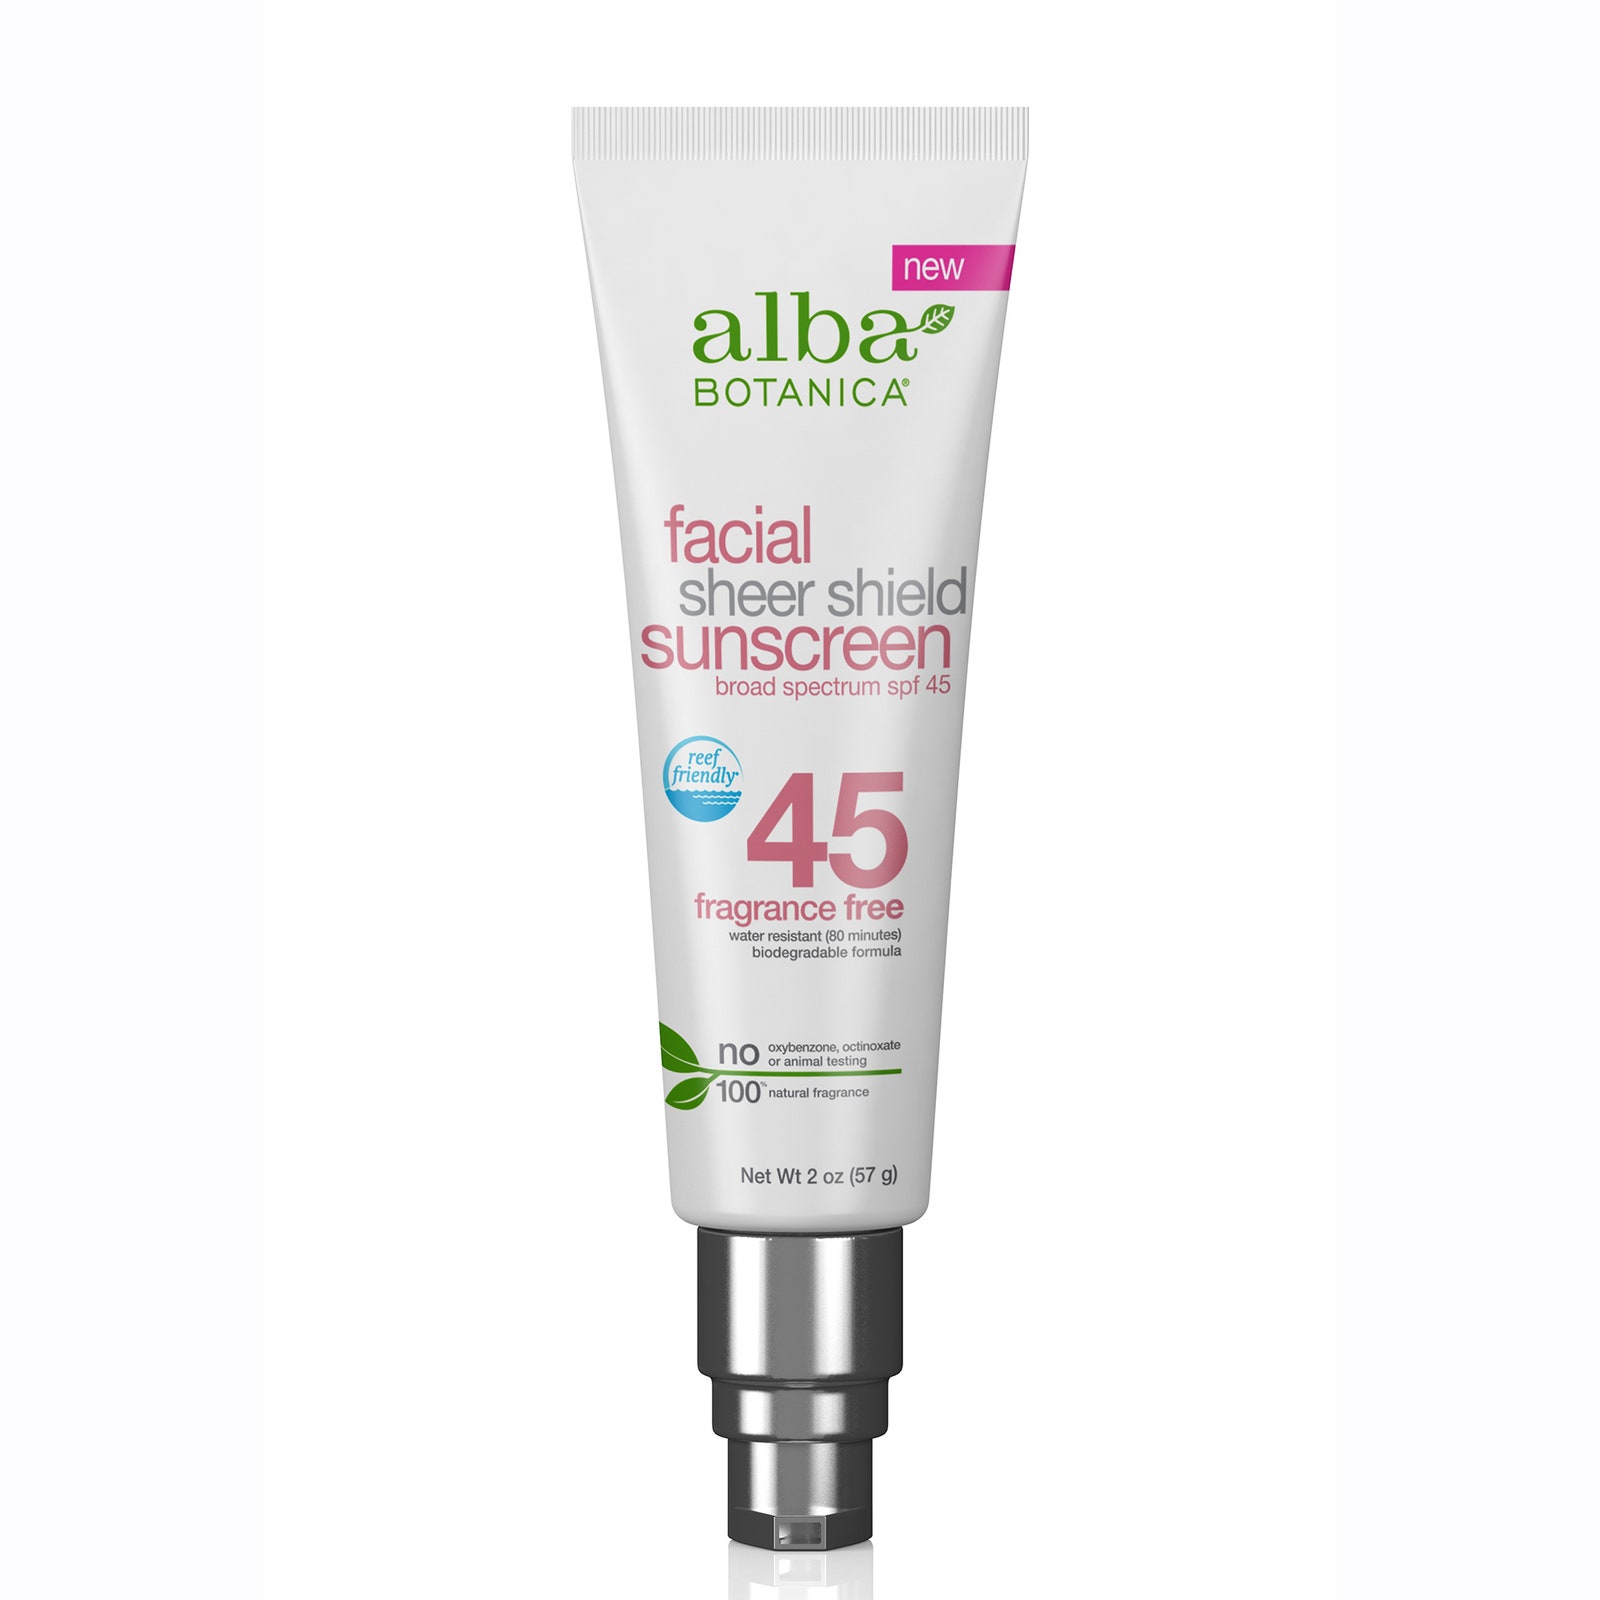 new
alba
BOTANICA®
facial
sheer shield
sunscreen
broad spectrum spf 45
reef
friendly*
45
fragrance free
water resistant (80 minutes)
biodegradable formula
no oxybenzone, octinoxate
or animal testing
100% natural fragrance
Net Wt 2 oz (57 g)